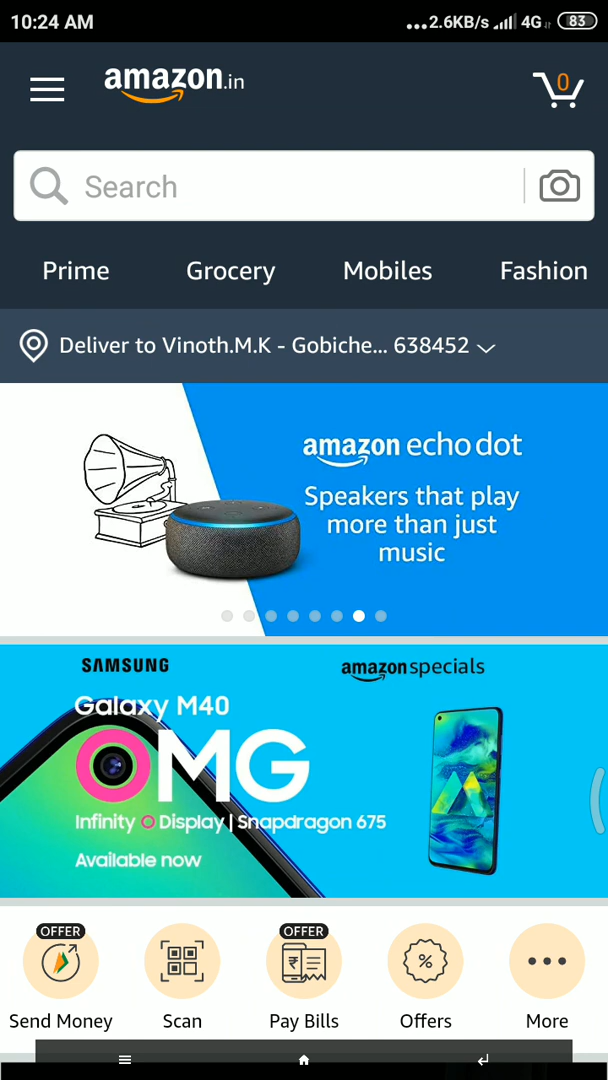 10:24 AM ...2.6KB/s 4G 83
amazon.in 0
Search
Prime Grocery Mobiles Fashion
Deliver to Vinoth.M.K - Gobiche... 638452
amazon echo dot
Speakers that play
more than just
music
SAMSUNG amazon specials
Galaxy M40
OMG
Infinity O Display | Snapdragon 675
Available now
OFFER OFFER
₹ %
Send Money Scan Pay Bills Offers More